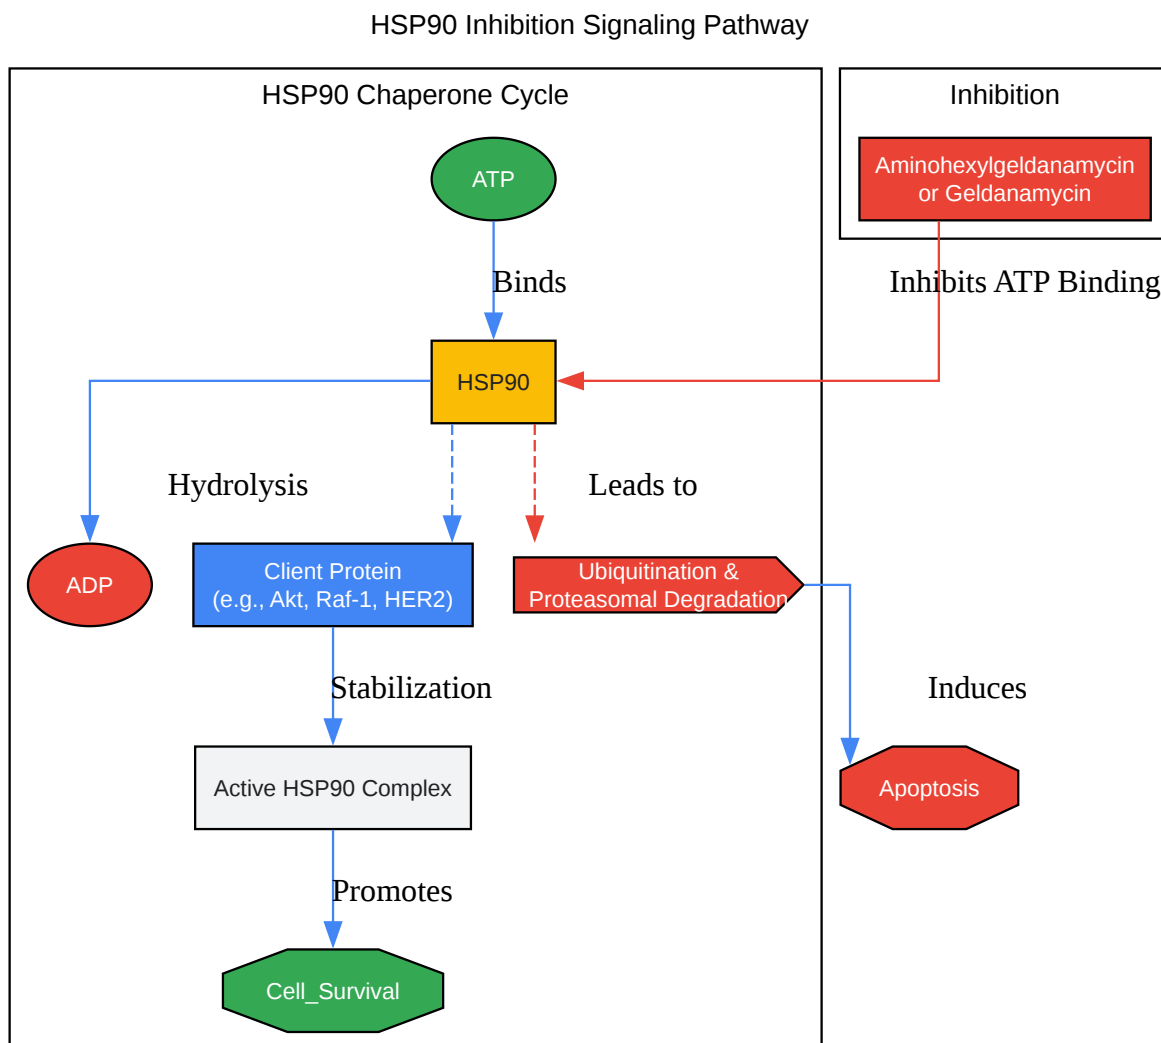 HSP90 Inhibition Signaling Pathway
HSP90 Chaperone Cycle
Inhibition
ATP
Aminohexylgeldanamycin
or Geldanamycin
Binds
Inhibits ATP Binding
HSP90
Hydrolysis
Leads to
ADP
Client Protein
(e.g., Akt, Raf-1, HER2)
Ubiquitination &
Proteasomal Degradation
Stabilization
Induces
Active HSP90 Complex
Apoptosis
Promotes
Cell_Survival